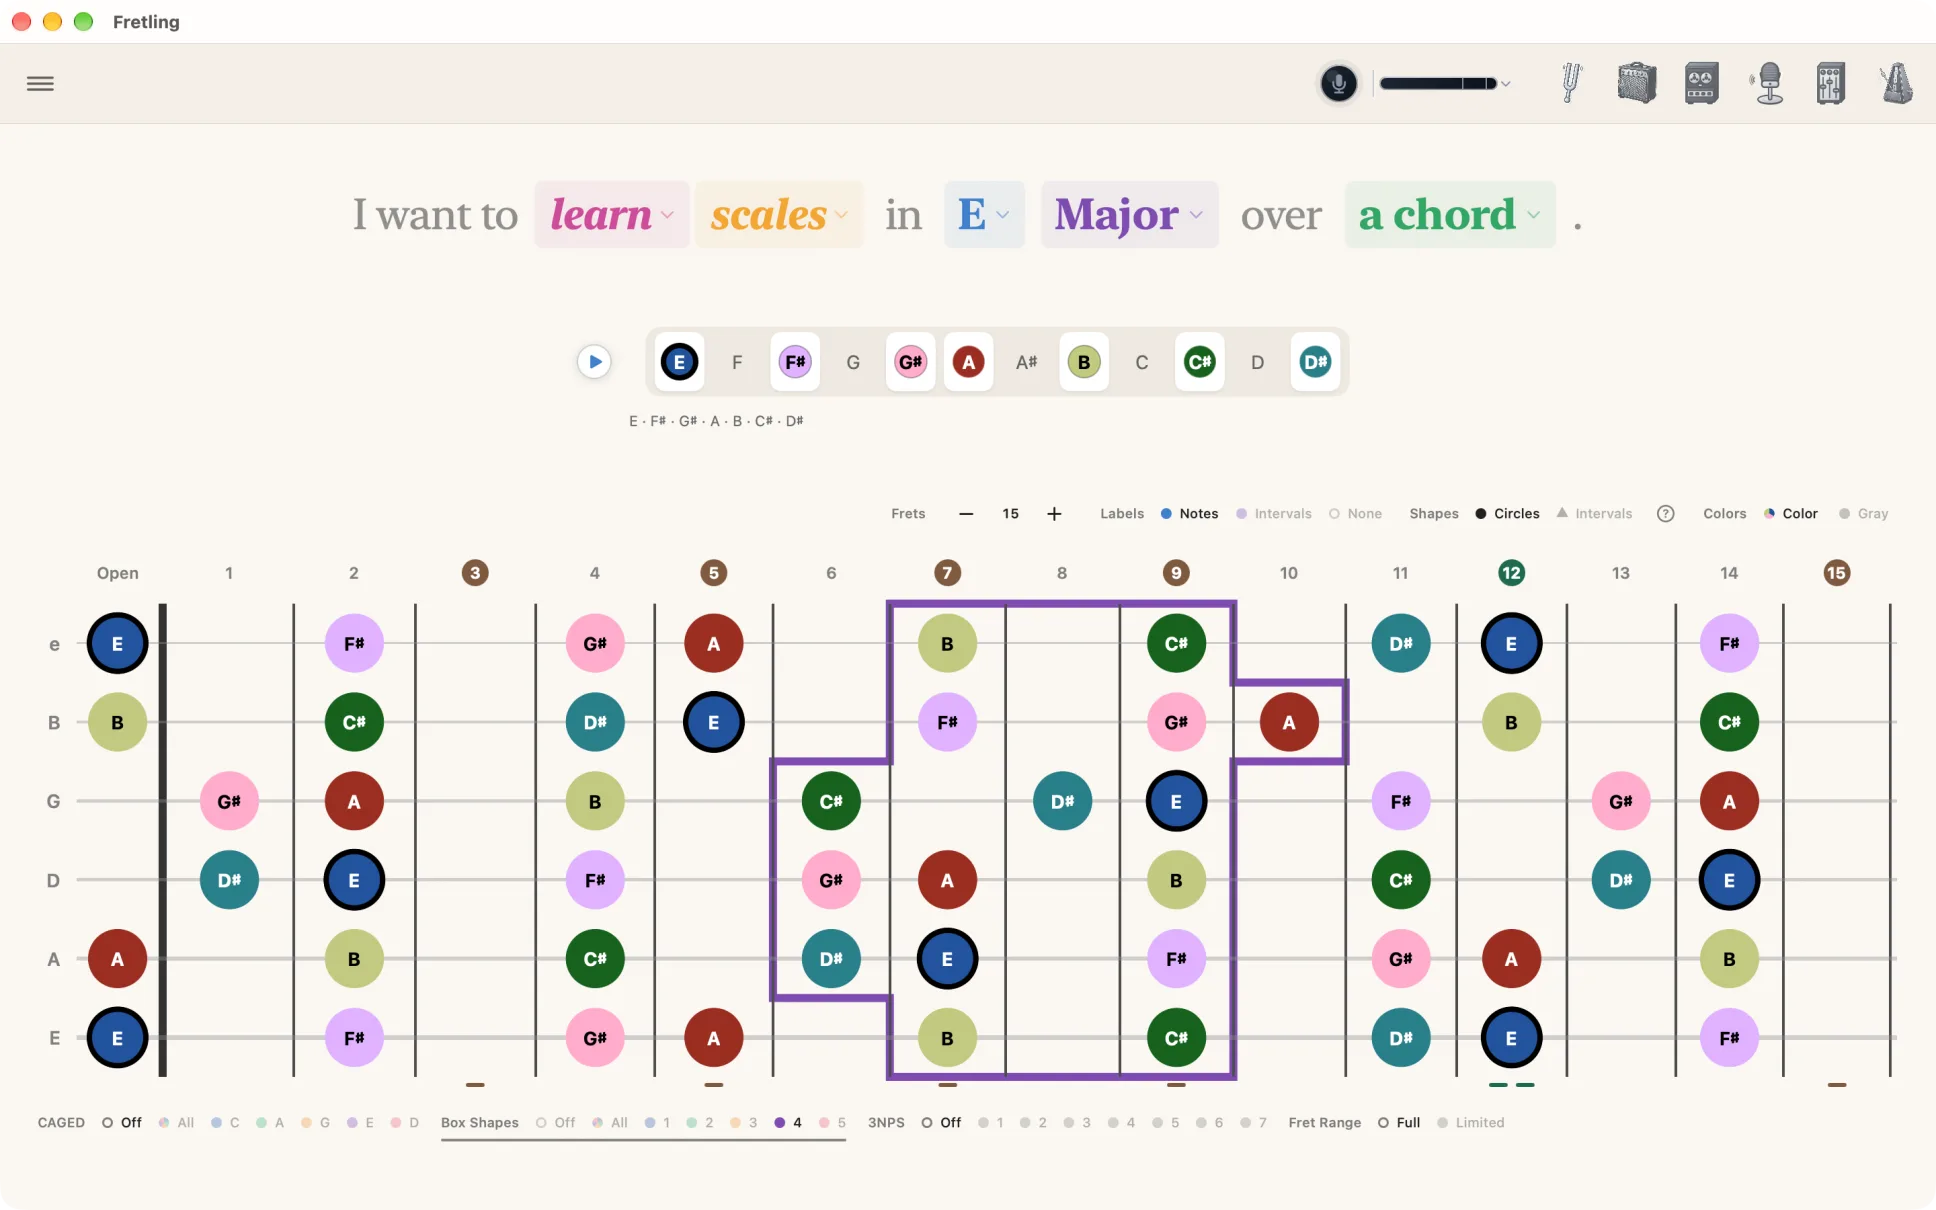 Fretling
I want to learn scales in E Major over a chord .
E F F# G G# A A# B C C# D D#
E · F# · G# · A · B · C# · D#
Frets − 15 + Labels Notes Intervals None Shapes Circles Intervals ? Colors Color Gray
Open 1 2 3 4 5 6 7 8 9 10 11 12 13 14 15
e E F# G# A B C# D# E F#
B B C# D# E F# G# A B C#
G G# A B C# D# E F# G# A
D D# E F# G# A B C# D# E
A A B C# D# E F# G# A B
E E F# G# A B C# D# E F#
CAGED Off All C A G E D Box Shapes Off All 1 2 3 4 5 3NPS Off 1 2 3 4 5 6 7 Fret Range Full Limited